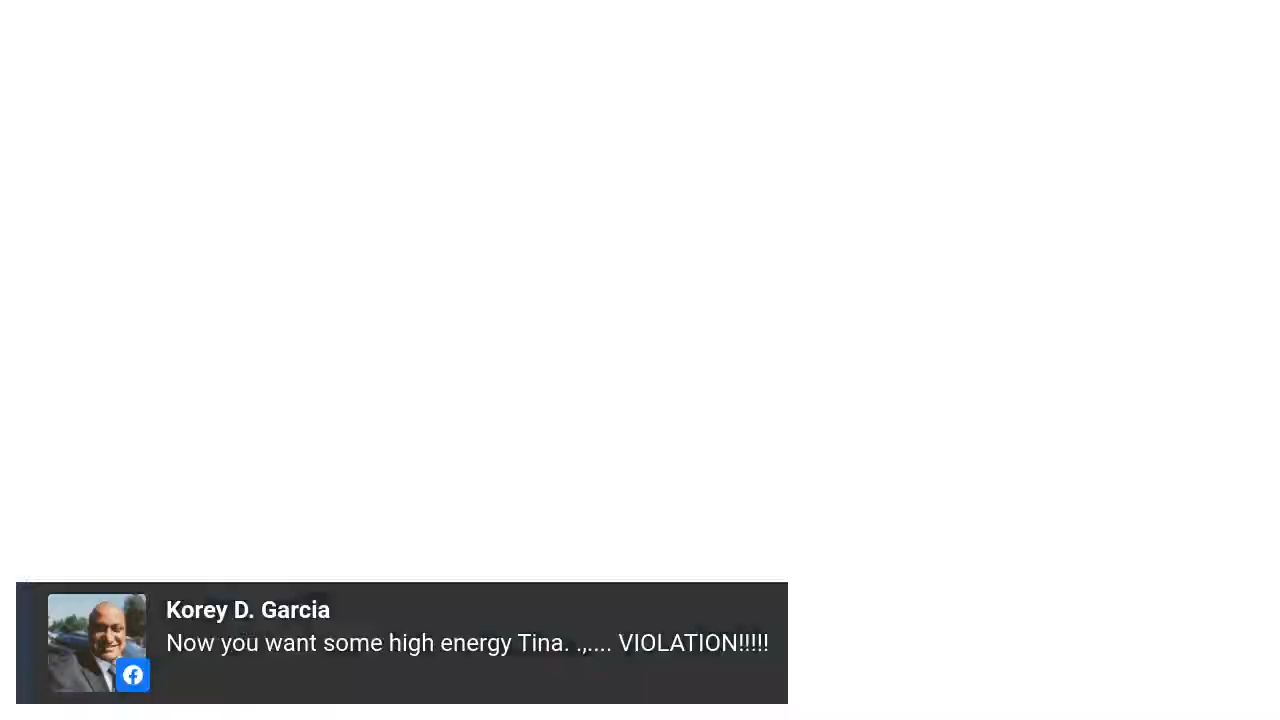 Korey D. Garcia
Now you want some high energy Tina. .,.... VIOLATION!!!!!